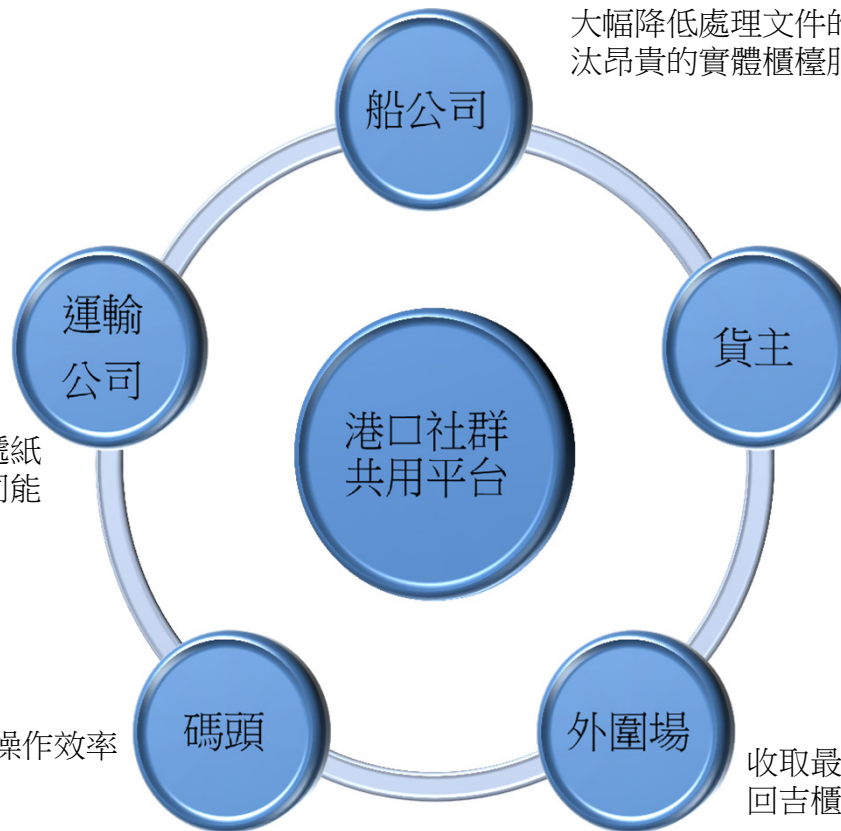 大幅降低處理文件的
汰昂貴的實體櫃檯
船公司
運輸
公司
貨主
港口社群
共用平台
紙
同能
碼頭
操作效率
外圍場
收取最
回吉櫃